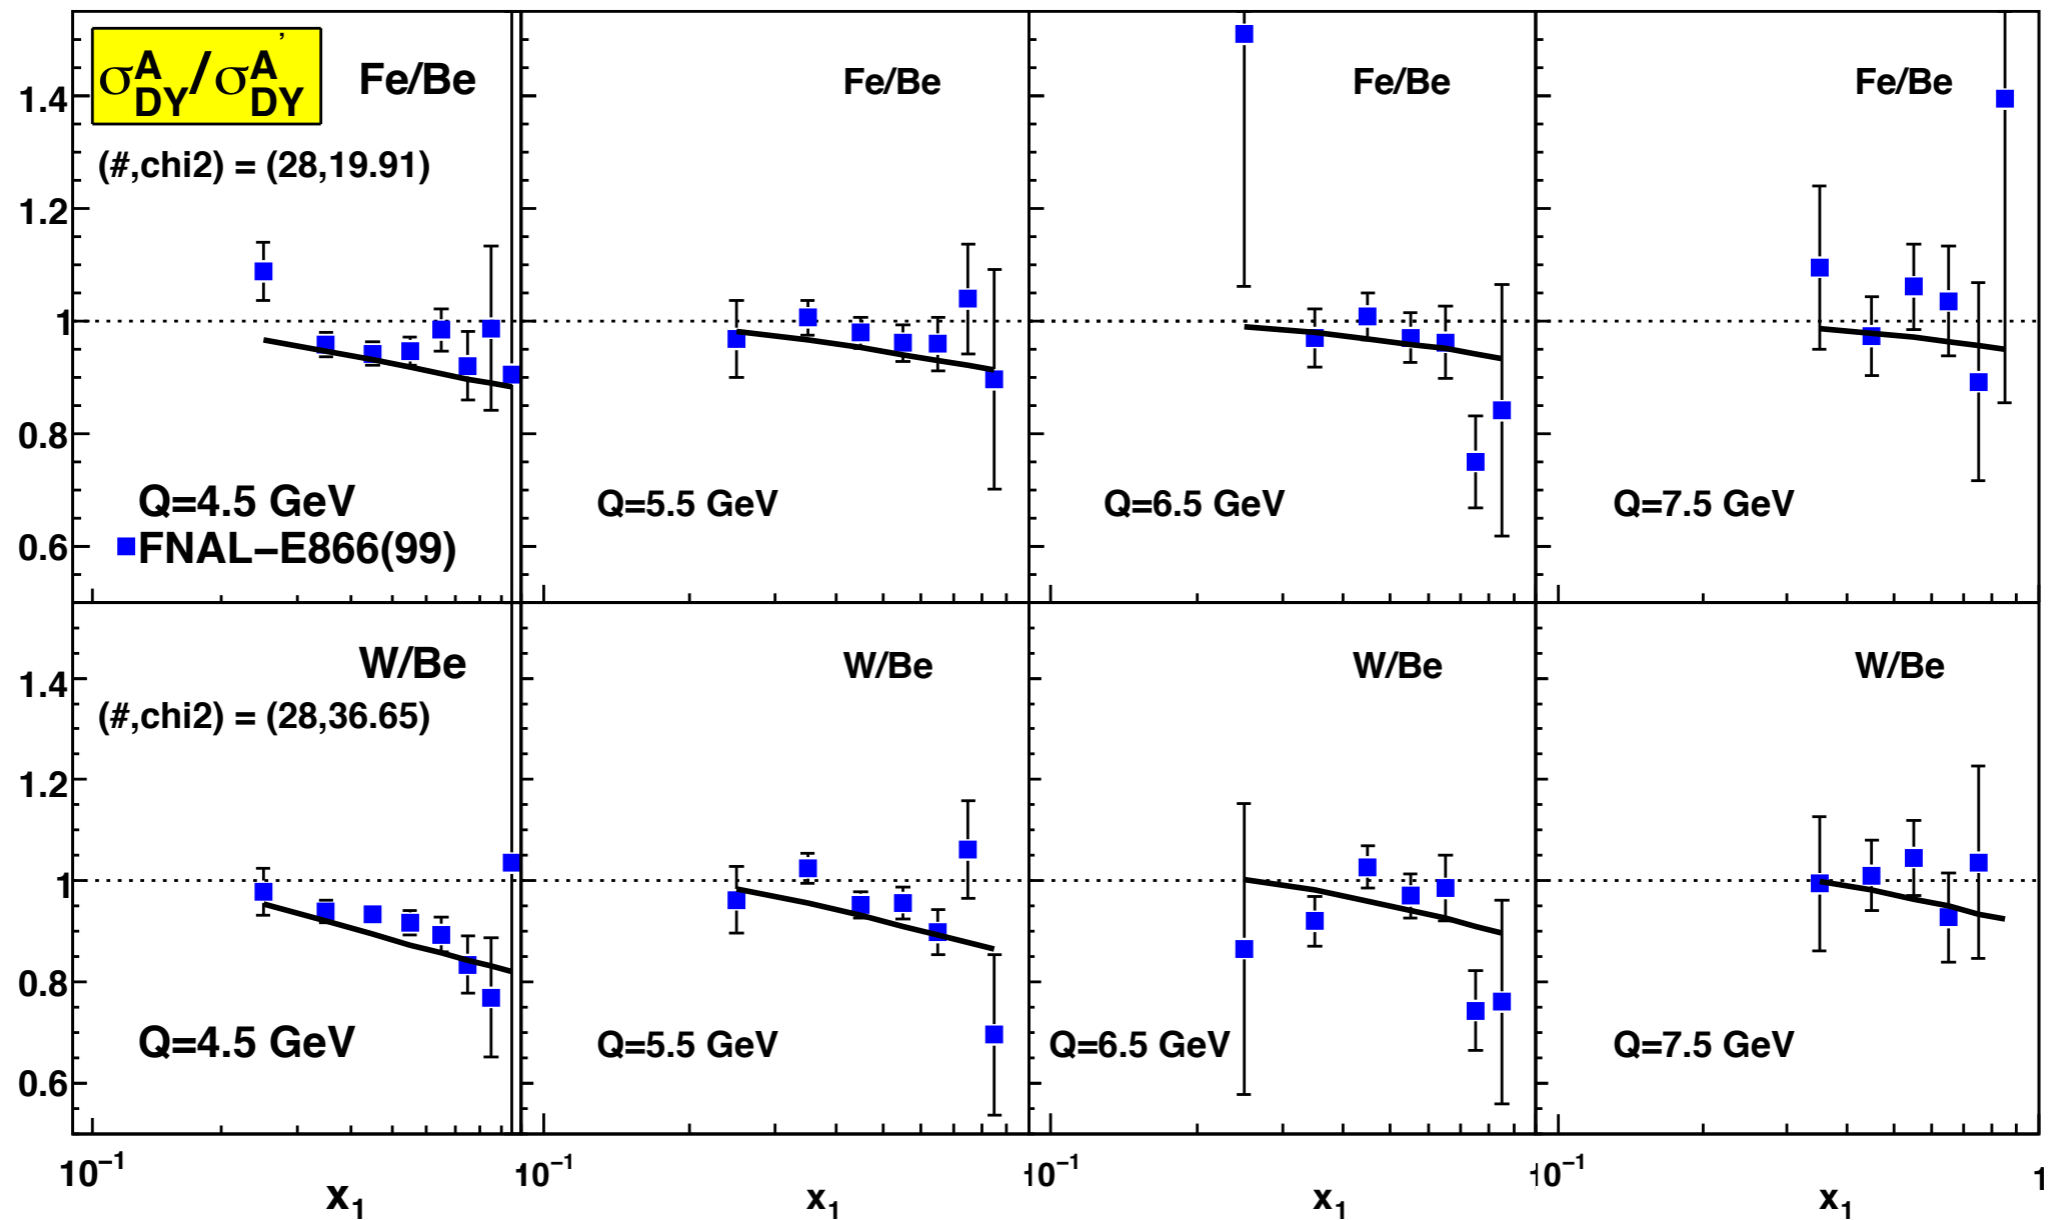 σ^A_DY/σ^A'_DY
Fe/Be
Fe/Be
Fe/Be
Fe/Be
(#,chi2) = (28,19.91)
1.4
1.2
1
0.8
0.6
Q=4.5 GeV
Q=5.5 GeV
Q=6.5 GeV
Q=7.5 GeV
FNAL–E866(99)
W/Be
W/Be
W/Be
W/Be
(#,chi2) = (28,36.65)
1.4
1.2
1
0.8
0.6
Q=4.5 GeV
Q=5.5 GeV
Q=6.5 GeV
Q=7.5 GeV
10^−1
10^−1
10^−1
10^−1
1
x_1
x_1
x_1
x_1